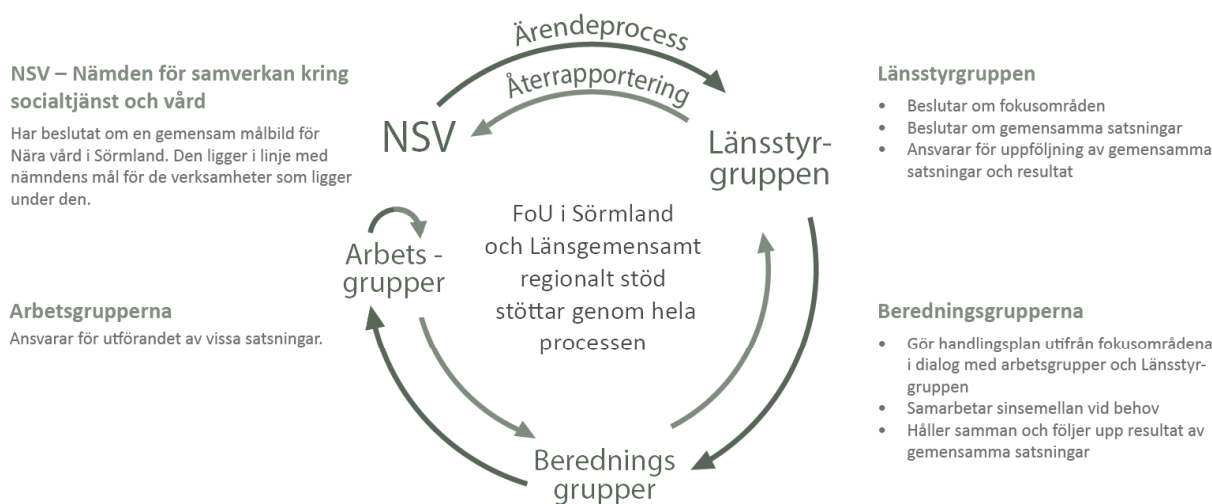 Ärendeprocess
Återrapportering
NSV – Nämden för samverkan kring
socialtjänst och vård
Har beslutat om en gemensam målbild för
Nära vård i Sörmland. Den ligger i linje med
nämndens mål för de verksamheter som ligger
under den.
NSV
Länsstyr-
gruppen
Länsstyrgruppen
• Beslutar om fokusområden
• Beslutar om gemensamma satsningar
• Ansvarar för uppföljning av gemensamma
satsningar och resultat
Arbets -
grupper
FoU i Sörmland
och Länsgemensamt
regionalt stöd
stöttar genom hela
processen
Arbetsgrupperna
Ansvarar för utförandet av vissa satsningar.
Beredningsgrupperna
• Gör handlingsplan utifrån fokusområdena
i dialog med arbetsgrupper och Länsstyr-
gruppen
• Samarbetar sinsemellan vid behov
• Håller samman och följer upp resultat av
gemensamma satsningar
Berednings
grupper